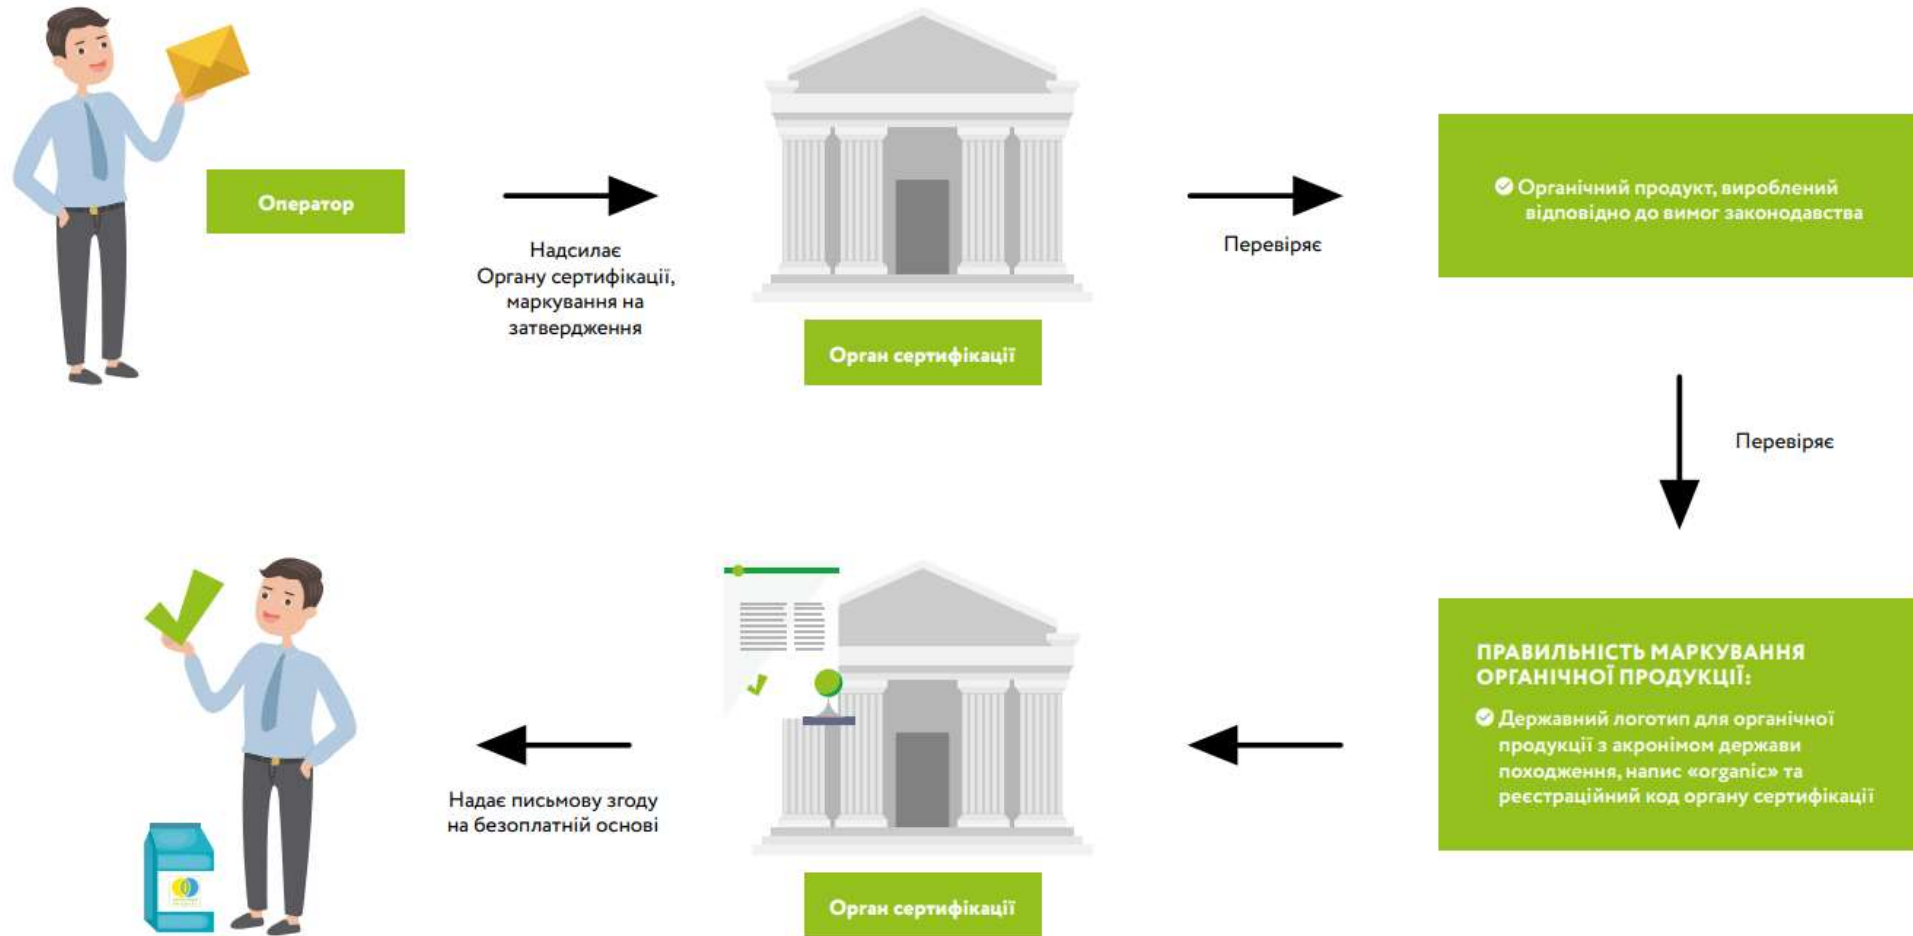 Оператор
Надсилає
Органу сертифікації,
маркування на
затвердження
Орган сертифікації
Перевіряє
Органічний продукт, вироблений
відповідно до вимог законодавства
Перевіряє
ПРАВИЛЬНІСТЬ МАРКУВАННЯ
ОРГАНІЧНОЇ ПРОДУКЦІЇ:
Державний логотип для органічної
продукції з акронімом держави
походження, напис «organic» та
реєстраційний код органу сертифікації
Орган сертифікації
Надає письмову згоду
на безоплатній основі